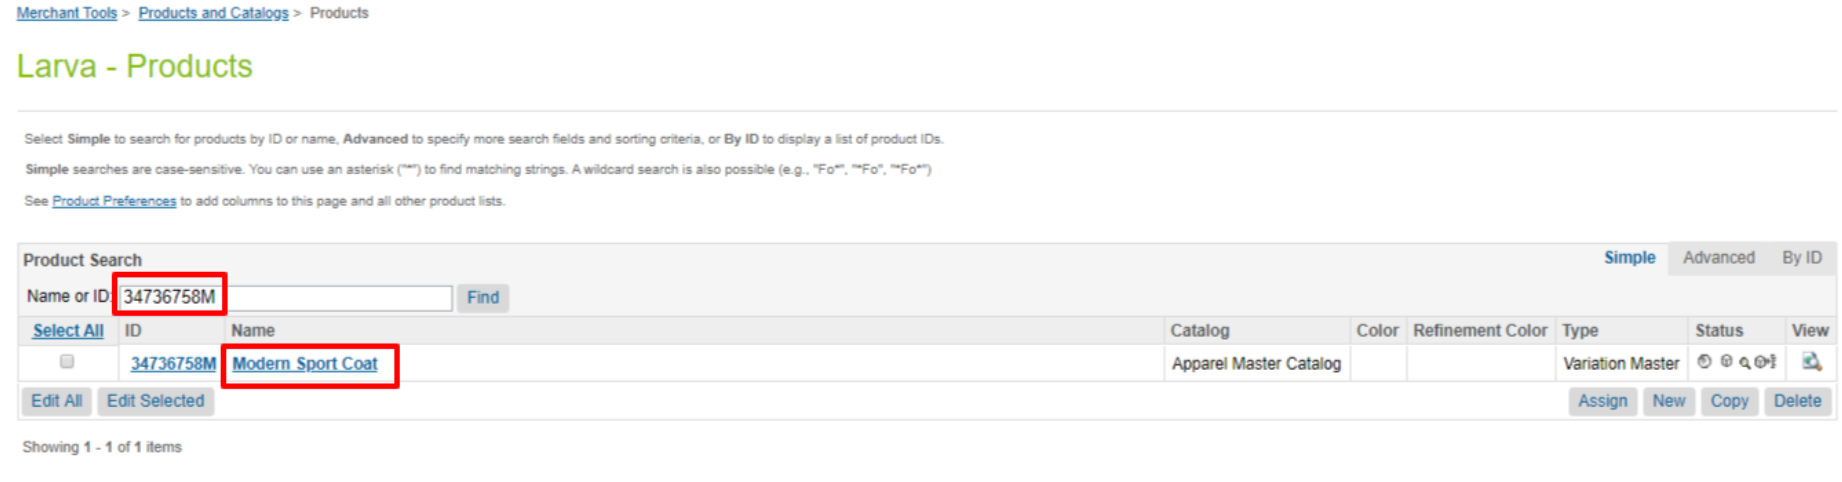 Merchant Tools > Products and Catalogs > Products
Larva - Products
Select Simple to search for products by ID or name, Advanced to specify more search fields and sorting criteria, or By ID to display a list of product IDs.
Simple searches are case-sensitive. You can use an asterisk ("*") to find matching strings. A wildcard search is also possible (e.g., "Fo*", "*Fo", "*Fo*")
See Product Preferences to add columns to this page and all other product lists.
Product Search Simple Advanced By ID
Name or ID: 34736758M Find
Select All ID Name Catalog Color Refinement Color Type Status View
34736758M Modern Sport Coat Apparel Master Catalog Variation Master
Edit All Edit Selected Assign New Copy Delete
Showing 1 - 1 of 1 items